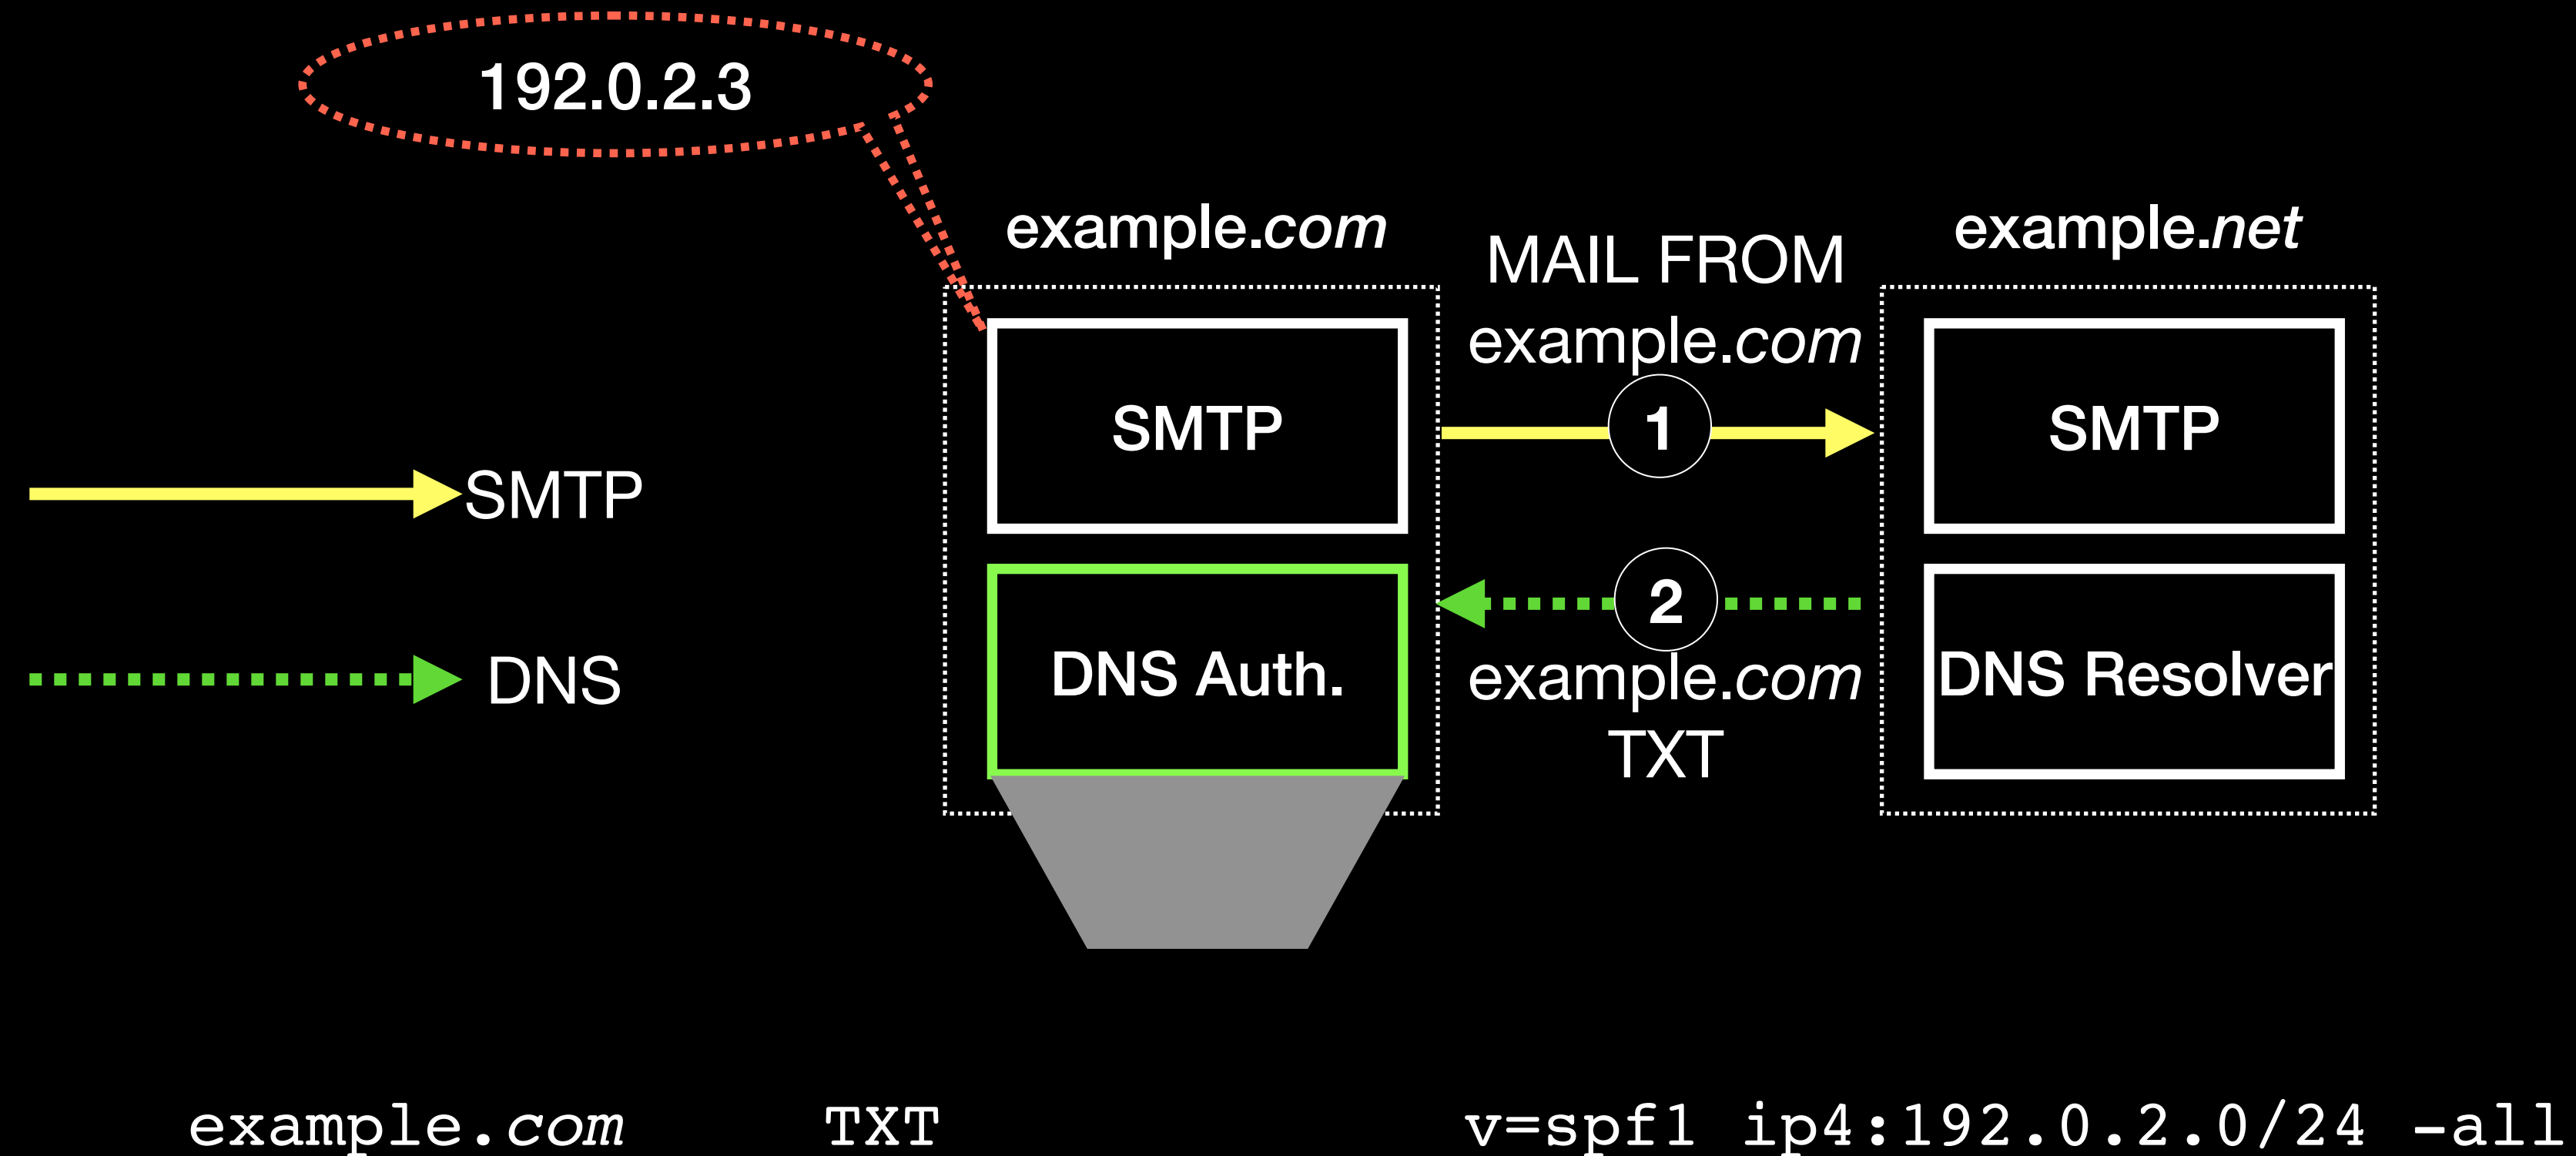 192.0.2.3
example.com
MAIL FROM
example.com
example.net
SMTP
1
SMTP
SMTP
DNS
DNS Auth.
2
example.com
TXT
DNS Resolver
example.com TXT v=spf1 ip4:192.0.2.0/24 -all